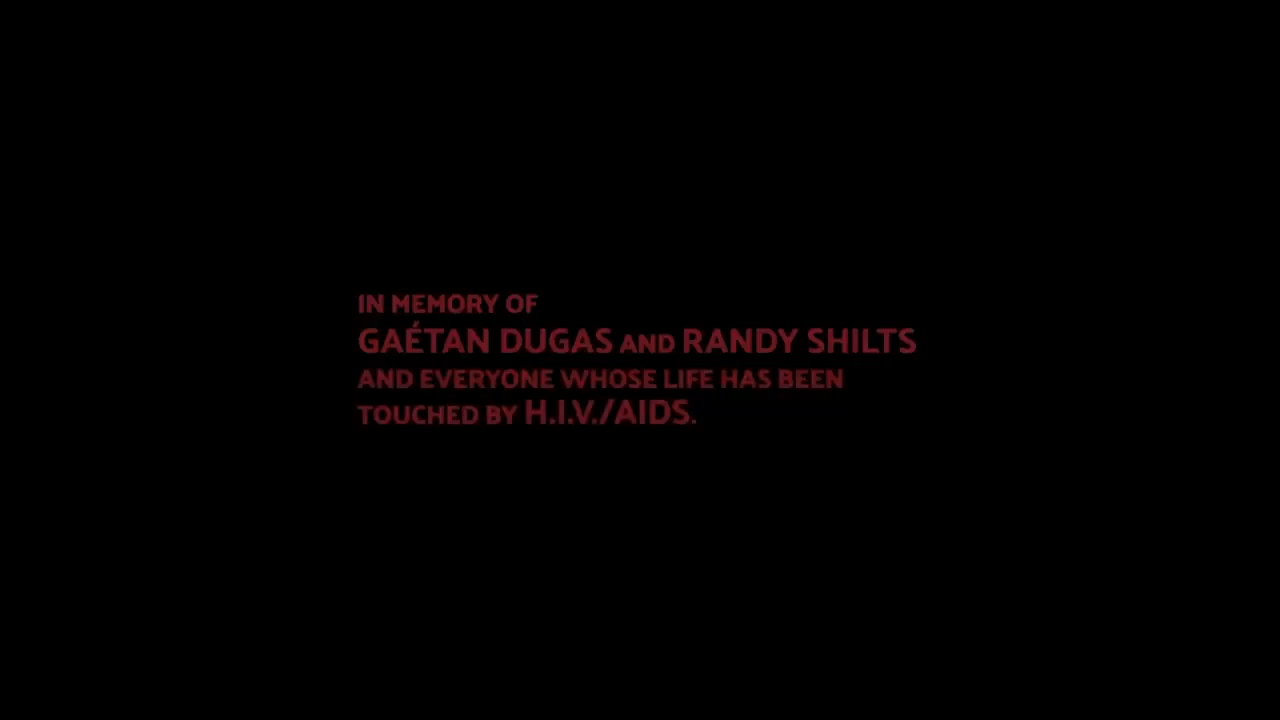 IN MEMORY OF
GAÉTAN DUGAS AND RANDY SHILTS
AND EVERYONE WHOSE LIFE HAS BEEN
TOUCHED BY H.I.V./AIDS.